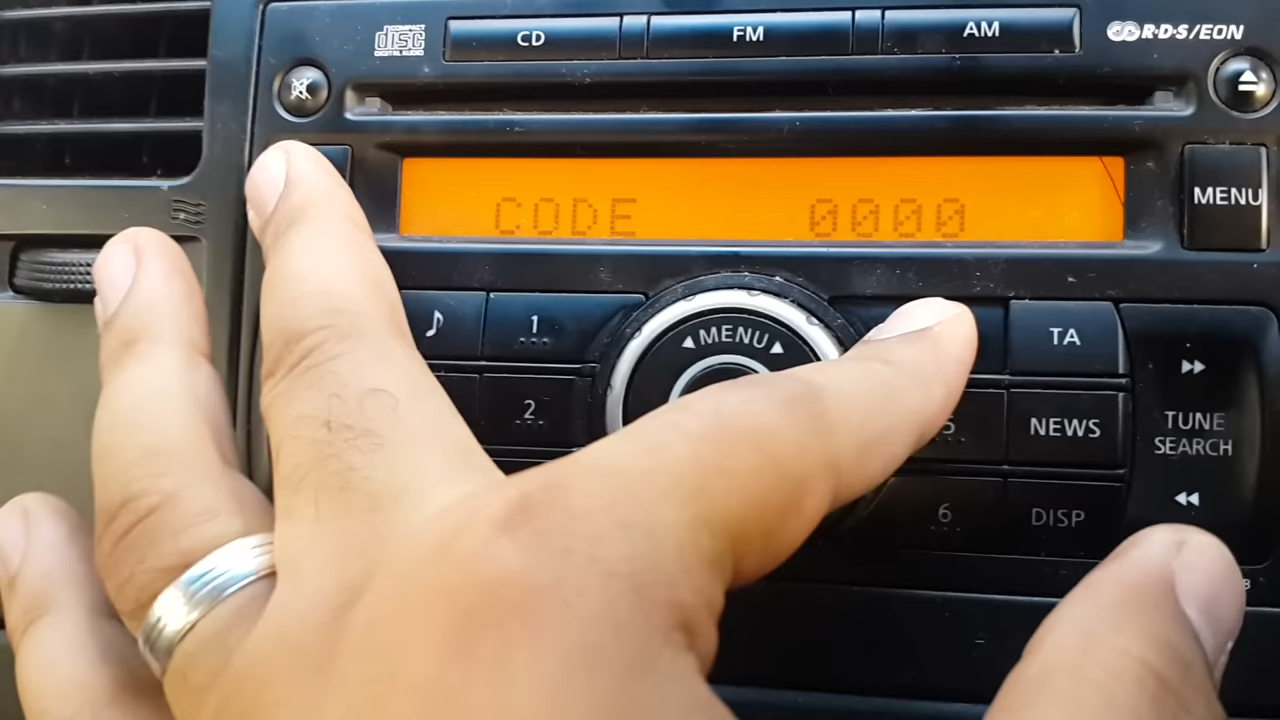 COMPACT
disc
DIGITAL AUDIO
CD
FM
AM
R·D·S/EON
MENU
CODE 0000
1
MENU
TA
2
5
NEWS
TUNE
SEARCH
6
DISP